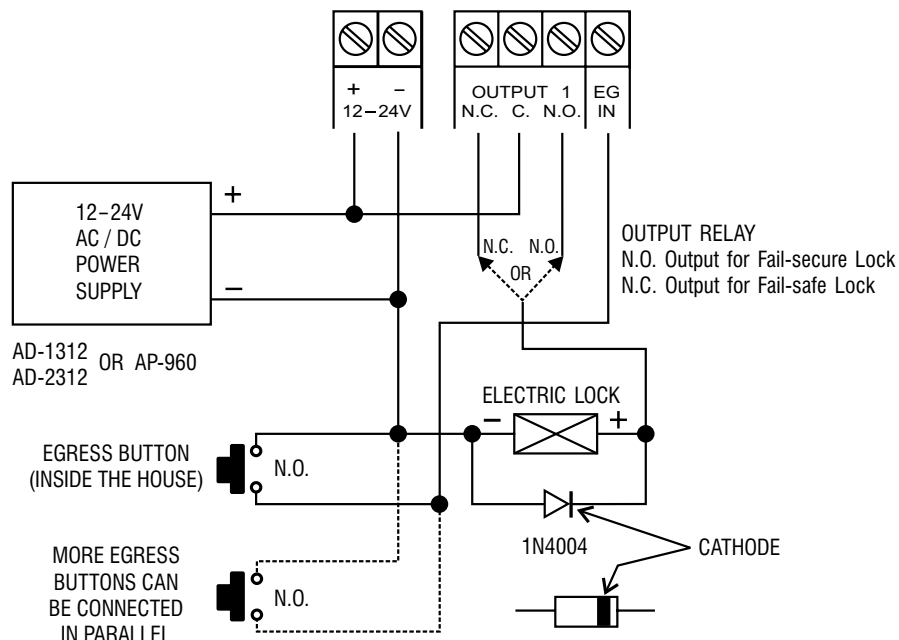 + −
12–24V
OUTPUT 1
N.C. C. N.O.
EG
IN
+
12–24V
AC / DC
POWER
SUPPLY
−
AD-1312
AD-2312
OR AP-960
N.C. N.O.
OR
OUTPUT RELAY
N.O. Output for Fail-secure Lock
N.C. Output for Fail-safe Lock
ELECTRIC LOCK
− +
EGRESS BUTTON
(INSIDE THE HOUSE)
N.O.
1N4004
CATHODE
MORE EGRESS
BUTTONS CAN
BE CONNECTED
IN PARALLEL
N.O.